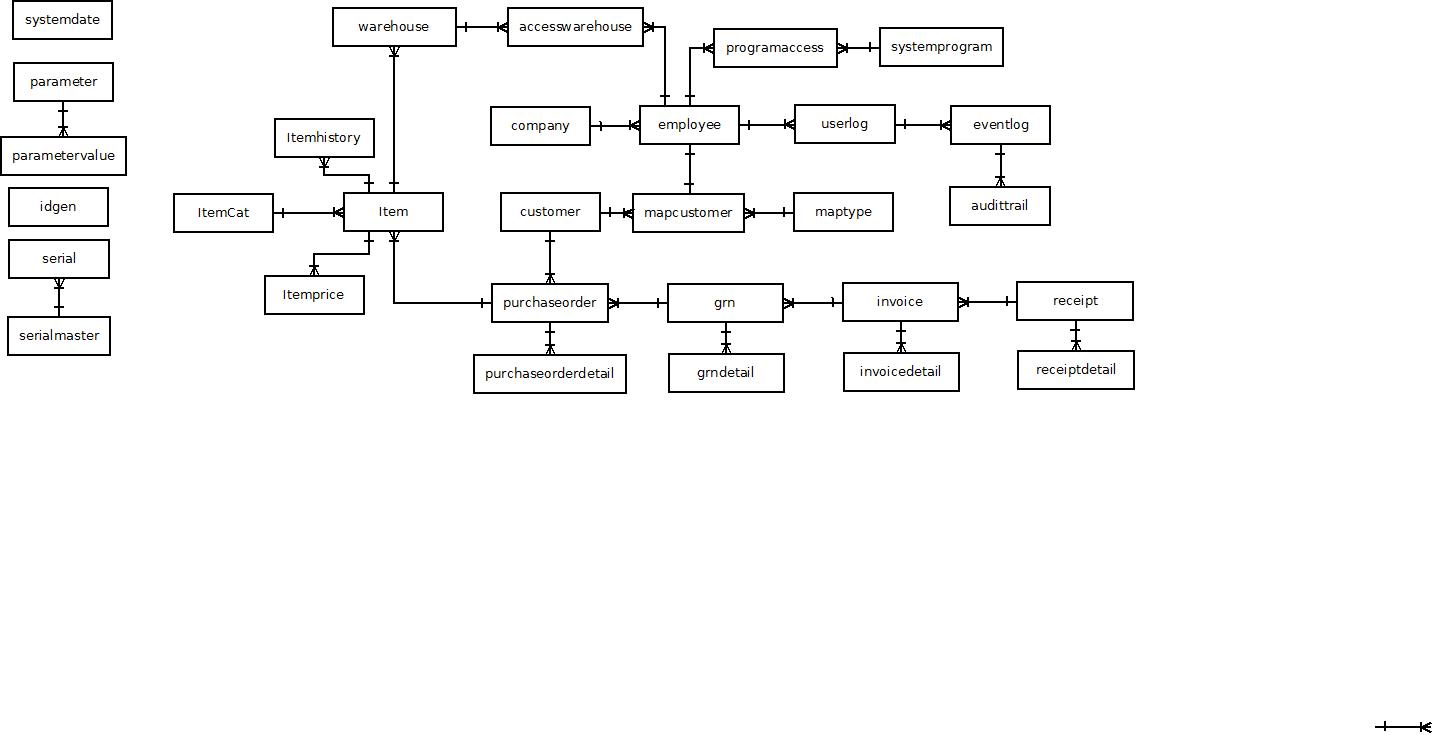 systemdate
warehouse
accesswarehouse
programaccess
systemprogram
parameter
company
employee
userlog
eventlog
Itemhistory
parametervalue
idgen
ItemCat
Item
customer
mapcustomer
maptype
audittrail
serial
Itemprice
purchaseorder
grn
invoice
receipt
serialmaster
purchaseorderdetail
grndetail
invoicedetail
receiptdetail